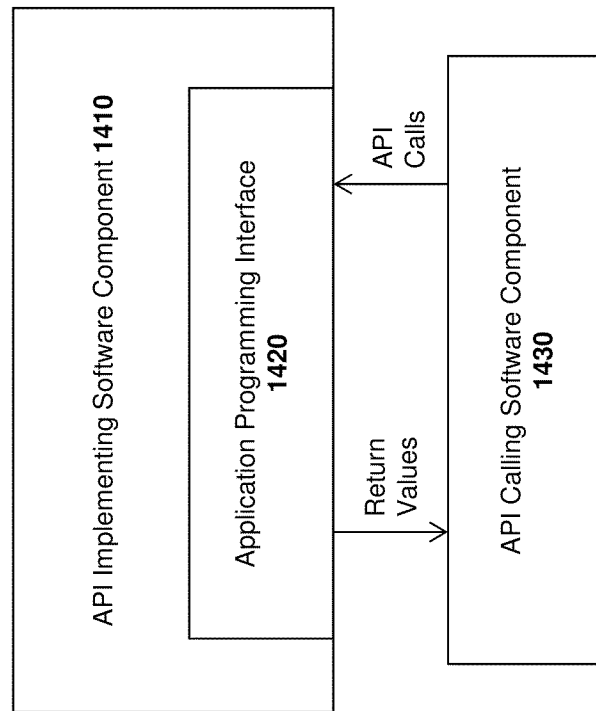 API Implementing Software Component 1410
Application Programming Interface
1420
Return
Values
API
Calls
API Calling Software Component
1430